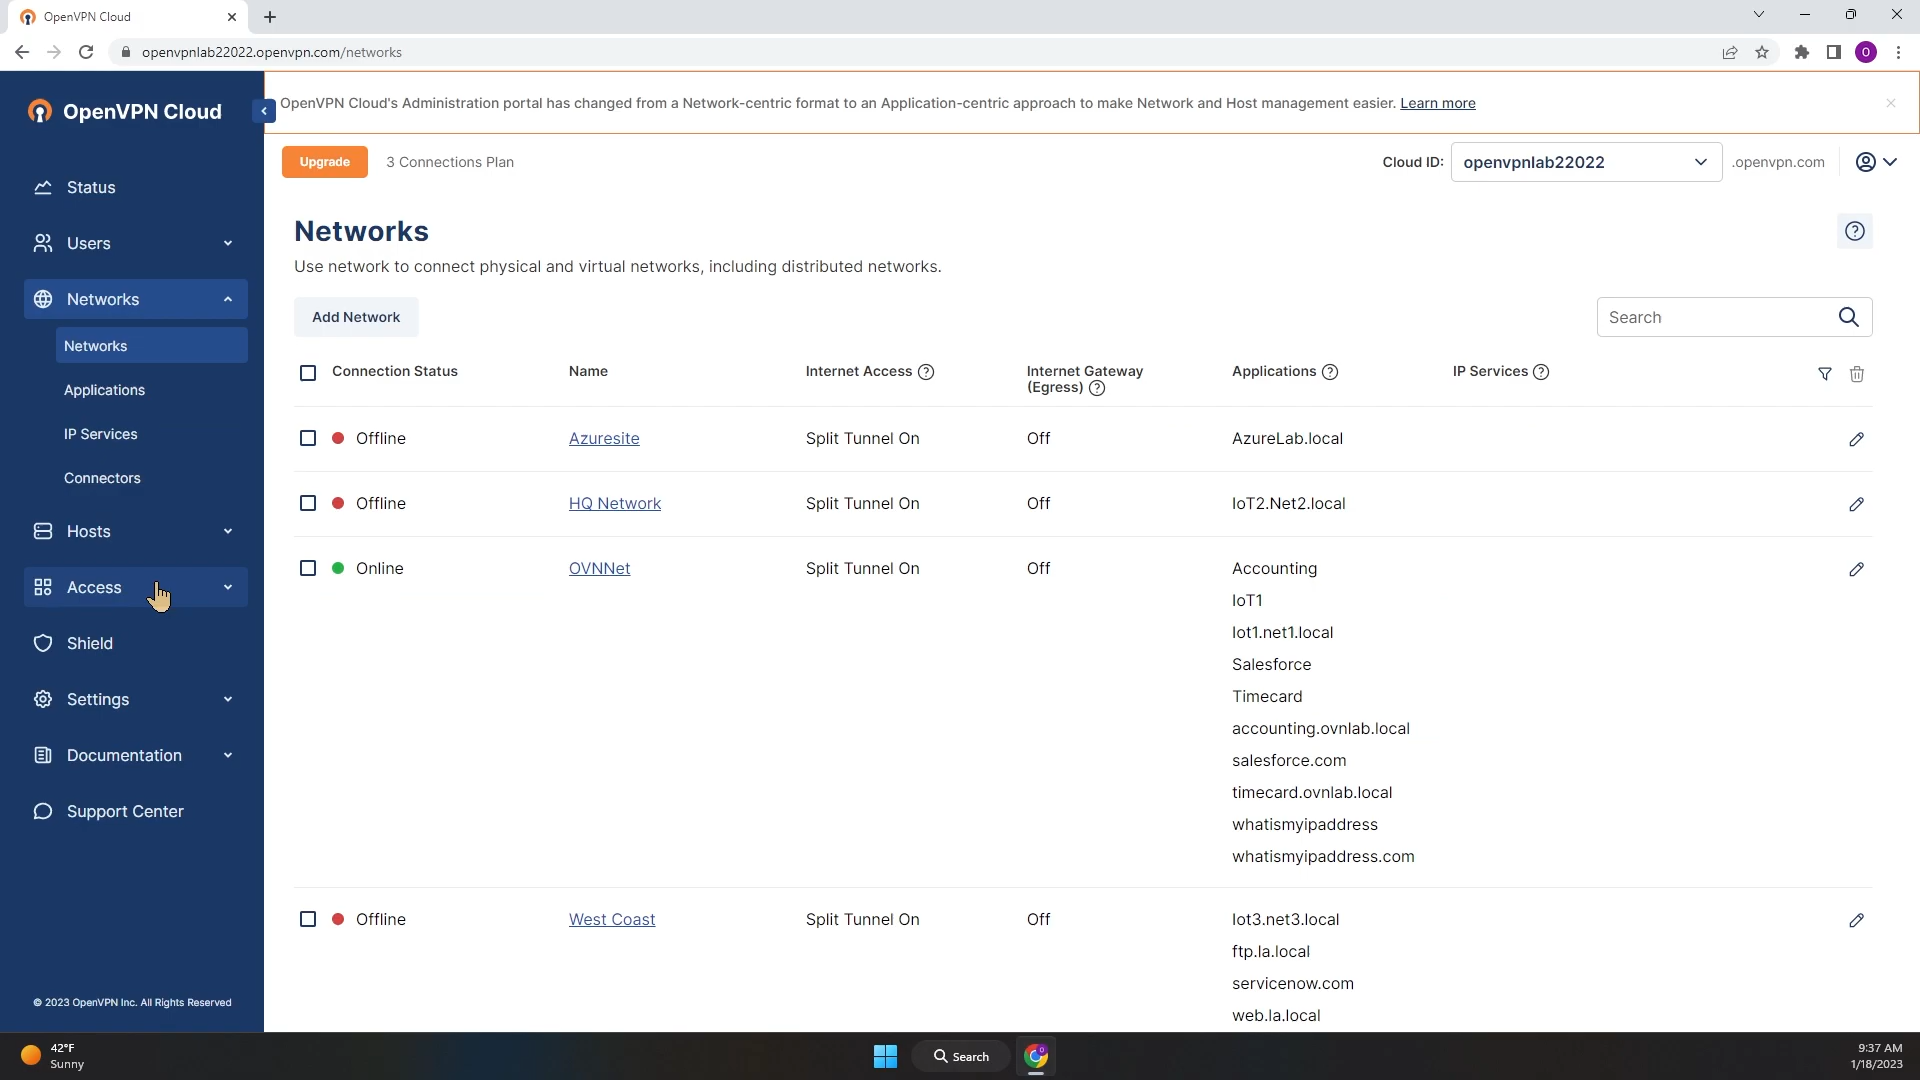 OpenVPN Cloud
openvpnlab22022.openvpn.com/networks
O
OpenVPN Cloud
OpenVPN Cloud's Administration portal has changed from a Network-centric format to an Application-centric approach to make Network and Host management easier. Learn more
Upgrade
3 Connections Plan
Cloud ID:
openvpnlab22022
.openvpn.com
Status
Users
Networks
Networks
Applications
IP Services
Connectors
Hosts
Access
Shield
Settings
Documentation
Support Center
© 2023 OpenVPN Inc. All Rights Reserved
Networks
Use network to connect physical and virtual networks, including distributed networks.
Add Network
Search
Connection Status
Name
Internet Access
Internet Gateway
(Egress)
Applications
IP Services
Offline
Azuresite
Split Tunnel On
Off
AzureLab.local
Offline
HQ Network
Split Tunnel On
Off
IoT2.Net2.local
Online
OVNNet
Split Tunnel On
Off
Accounting
IoT1
Iot1.net1.local
Salesforce
Timecard
accounting.ovnlab.local
salesforce.com
timecard.ovnlab.local
whatismyipaddress
whatismyipaddress.com
Offline
West Coast
Split Tunnel On
Off
Iot3.net3.local
ftp.la.local
servicenow.com
web.la.local
42°F
Sunny
Search
9:37 AM
1/18/2023